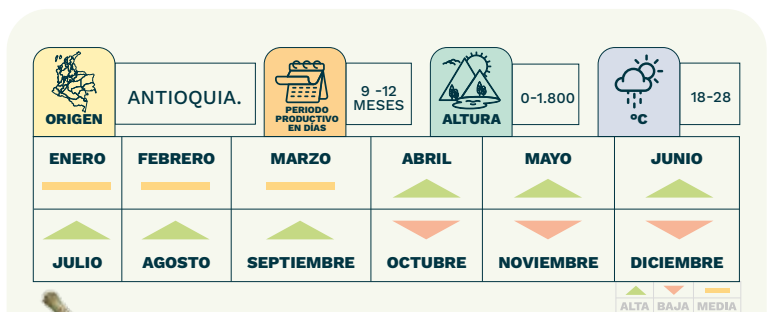 ORIGEN
ANTIOQUIA.
PERIODO
PRODUCTIVO
EN DÍAS
9 -12
MESES
ALTURA
0-1.800
°C
18-28
ENERO FEBRERO MARZO ABRIL MAYO JUNIO
JULIO AGOSTO SEPTIEMBRE OCTUBRE NOVIEMBRE DICIEMBRE
ALTA BAJA MEDIA